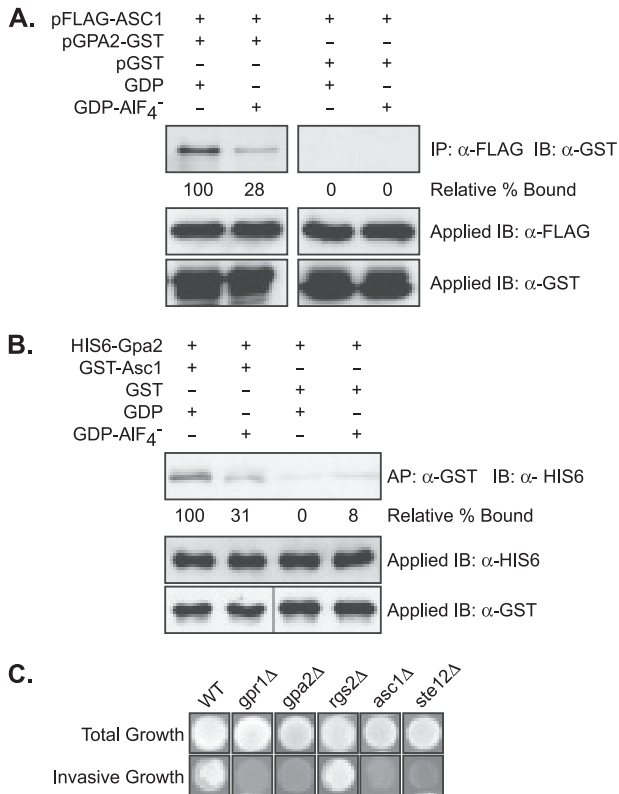 A.
pFLAG-ASC1 + + + +
pGPA2-GST + + – –
pGST – – + +
GDP + – + –
GDP-AlF4- – + – +
IP: α-FLAG IB: α-GST
100 28 0 0 Relative % Bound
Applied IB: α-FLAG
Applied IB: α-GST
B.
HIS6-Gpa2 + + + +
GST-Asc1 + + – –
GST – – + +
GDP + – + –
GDP-AlF4- – + – +
AP: α-GST IB: α- HIS6
100 31 0 8 Relative % Bound
Applied IB: α-HIS6
Applied IB: α-GST
C.
WT gpr1Δ gpa2Δ rgs2Δ asc1Δ ste12Δ
Total Growth
Invasive Growth